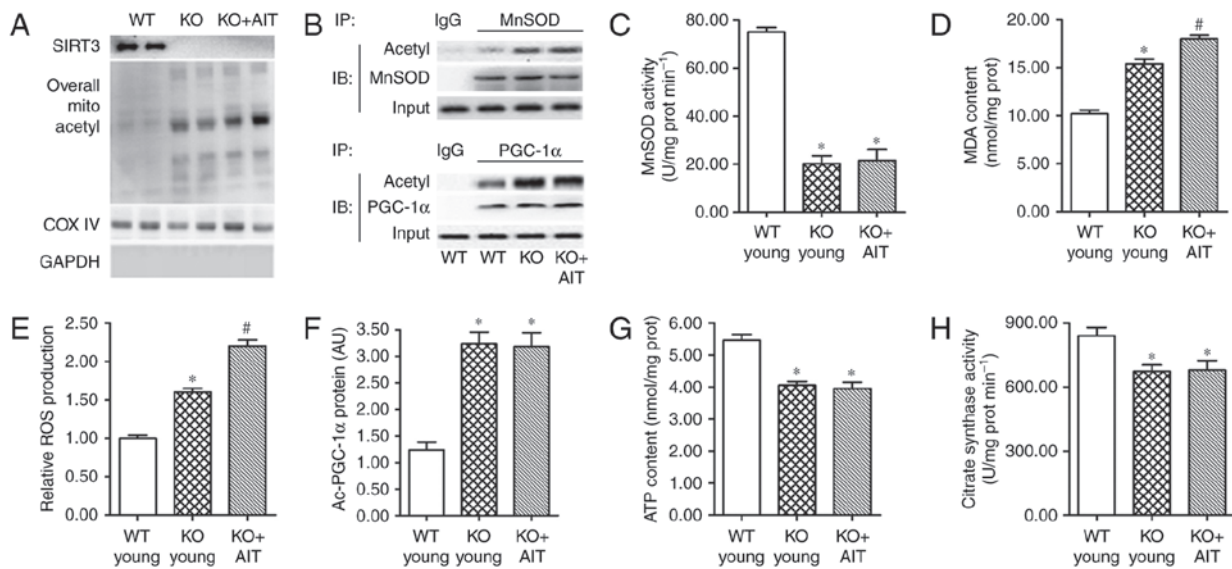 A
WT KO KO+AIT
SIRT3
Overall
mito
acetyl
COX IV
GAPDH
B
IP: IgG MnSOD
Acetyl
IB: MnSOD
Input
IP: IgG PGC-1α
Acetyl
IB: PGC-1α
Input
WT WT KO KO+
AIT
C
MnSOD activity
(U/mg prot min⁻¹)
80.00
60.00
40.00
20.00
0.00
* *
WT KO KO+
young young AIT
D
MDA content
(nmol/mg prot)
20.00
15.00
10.00
5.00
0.00
* #
WT KO KO+
young young AIT
E
Relative ROS production
2.50
2.00
1.50
1.00
0.50
0.00
* #
WT KO KO+
young young AIT
F
Ac-PGC-1α protein (AU)
3.50
3.00
2.50
2.00
1.50
1.00
0.50
0.00
* *
WT KO KO+
young young AIT
G
ATP content (nmol/mg prot)
6.00
5.00
4.00
3.00
2.00
1.00
0.00
* *
WT KO KO+
young young AIT
H
Citrate synthase activity
(U/mg prot min⁻¹)
900.00
600.00
300.00
0.00
* *
WT KO KO+
young young AIT